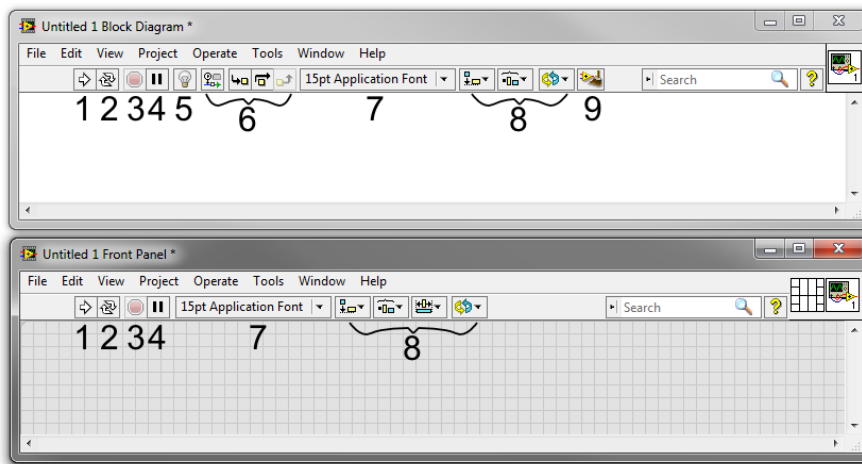 Untitled 1 Block Diagram *
File Edit View Project Operate Tools Window Help
15pt Application Font Search ? 1
1 2 3 4 5 6 7 8 9
Untitled 1 Front Panel *
File Edit View Project Operate Tools Window Help
15pt Application Font Search ? 1
1 2 3 4 7 8